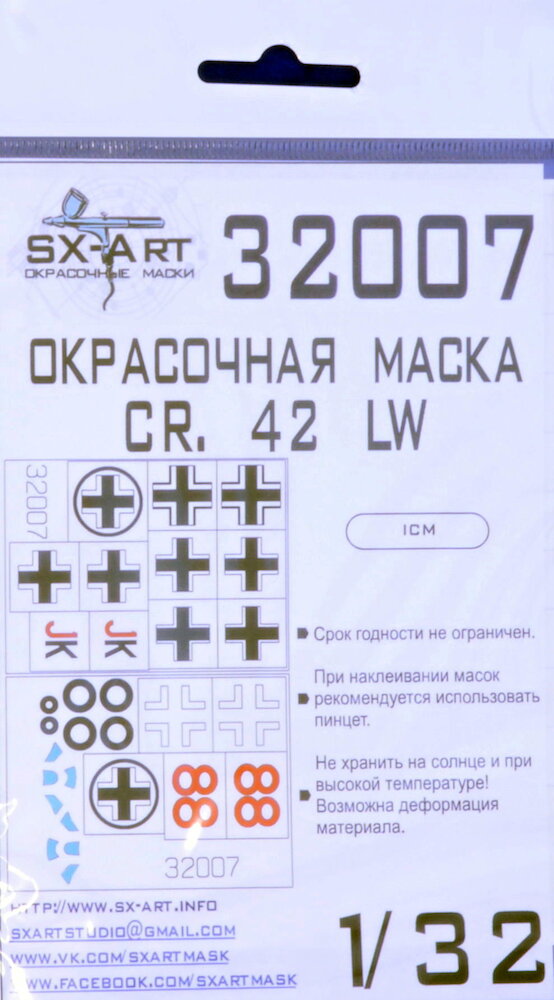 SX-ART
ОКРАСОЧНЫЕ МАСКИ
32007
ОКРАСОЧНАЯ МАСКА
CR. 42 LW
32007
ICM
JK
JK
Срок годности не ограничен.
При наклеивании масок
рекомендуется использовать
пинцет.
Не хранить на солнце и при
высокой температуре!
Возможна деформация
материала.
88
88
32007
HTTP://WWW.SX-ART.INFO
SXARTSTUDIO@GMAIL.COM
WWW.VK.COM/SXARTMASK
WWW.FACEBOOK.COM/SXARTMASK
1/32